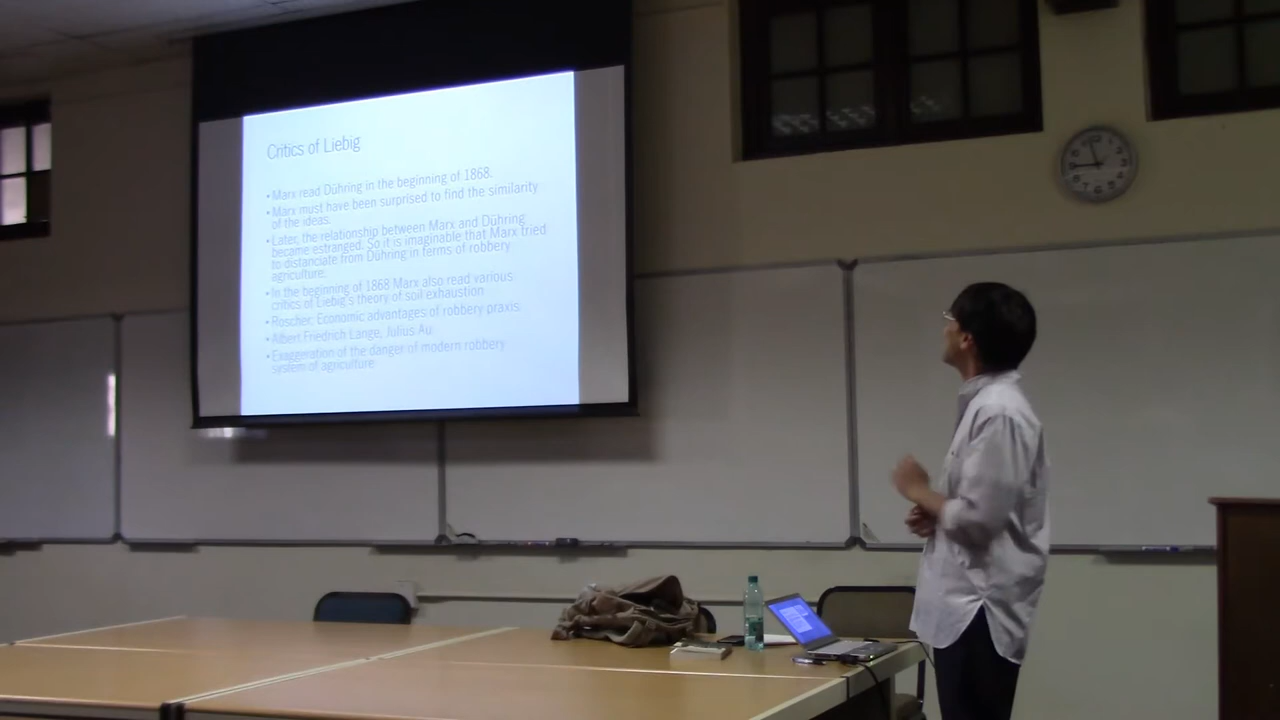 Critics of Liebig
• Marx read Dühring in the beginning of 1868.
• Marx must have been surprised to find the similarity
of the ideas.
• Later, the relationship between Marx and Dühring
became estranged. So it is imaginable that Marx tried
to distanciate from Dühring in terms of robbery
agriculture.
• In the beginning of 1868 Marx also read various
critics of Liebig's theory of soil exhaustion
• Roscher: Economic advantages of robbery praxis.
• Albert Friedrich Lange, Julius Au
• Exaggeration of the danger of modern robbery
system of agriculture